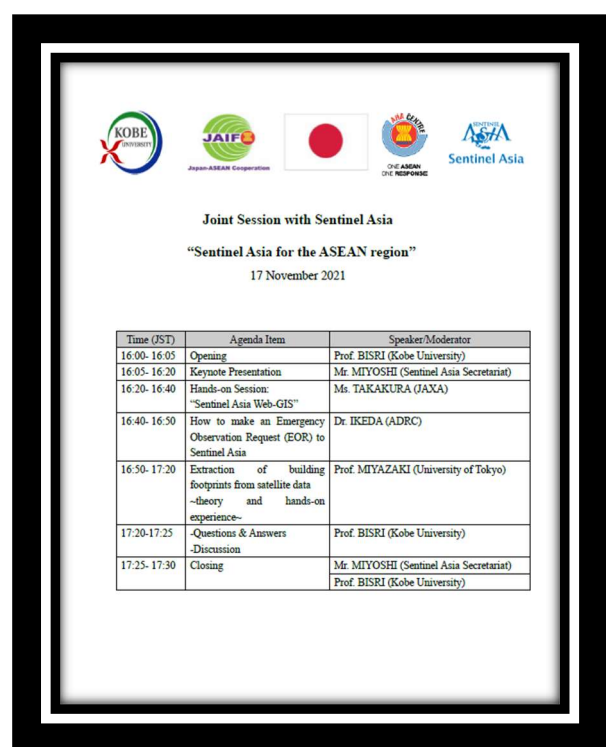 KOBE
UNIVERSITY
JAIF
Japan-ASEAN Cooperation
AHA CENTRE
ONE ASEAN
ONE RESPONSE
SENTINEL
ASIA
Sentinel Asia
Joint Session with Sentinel Asia
“Sentinel Asia for the ASEAN region”
17 November 2021
Time (JST) Agenda Item Speaker/Moderator
16:00- 16:05 Opening Prof. BISRI (Kobe University)
16:05- 16:20 Keynote Presentation Mr. MIYOSHI (Sentinel Asia Secretariat)
16:20- 16:40 Hands-on Session: Ms. TAKAKURA (JAXA)
“Sentinel Asia Web-GIS”
16:40- 16:50 How to make an Emergency Dr. IKEDA (ADRC)
Observation Request (EOR) to
Sentinel Asia
16:50- 17:20 Extraction of building Prof. MIYAZAKI (University of Tokyo)
footprints from satellite data
~theory and hands-on
experience~
17:20-17:25 -Questions & Answers Prof. BISRI (Kobe University)
-Discussion
17:25- 17:30 Closing Mr. MIYOSHI (Sentinel Asia Secretariat)
Prof. BISRI (Kobe University)